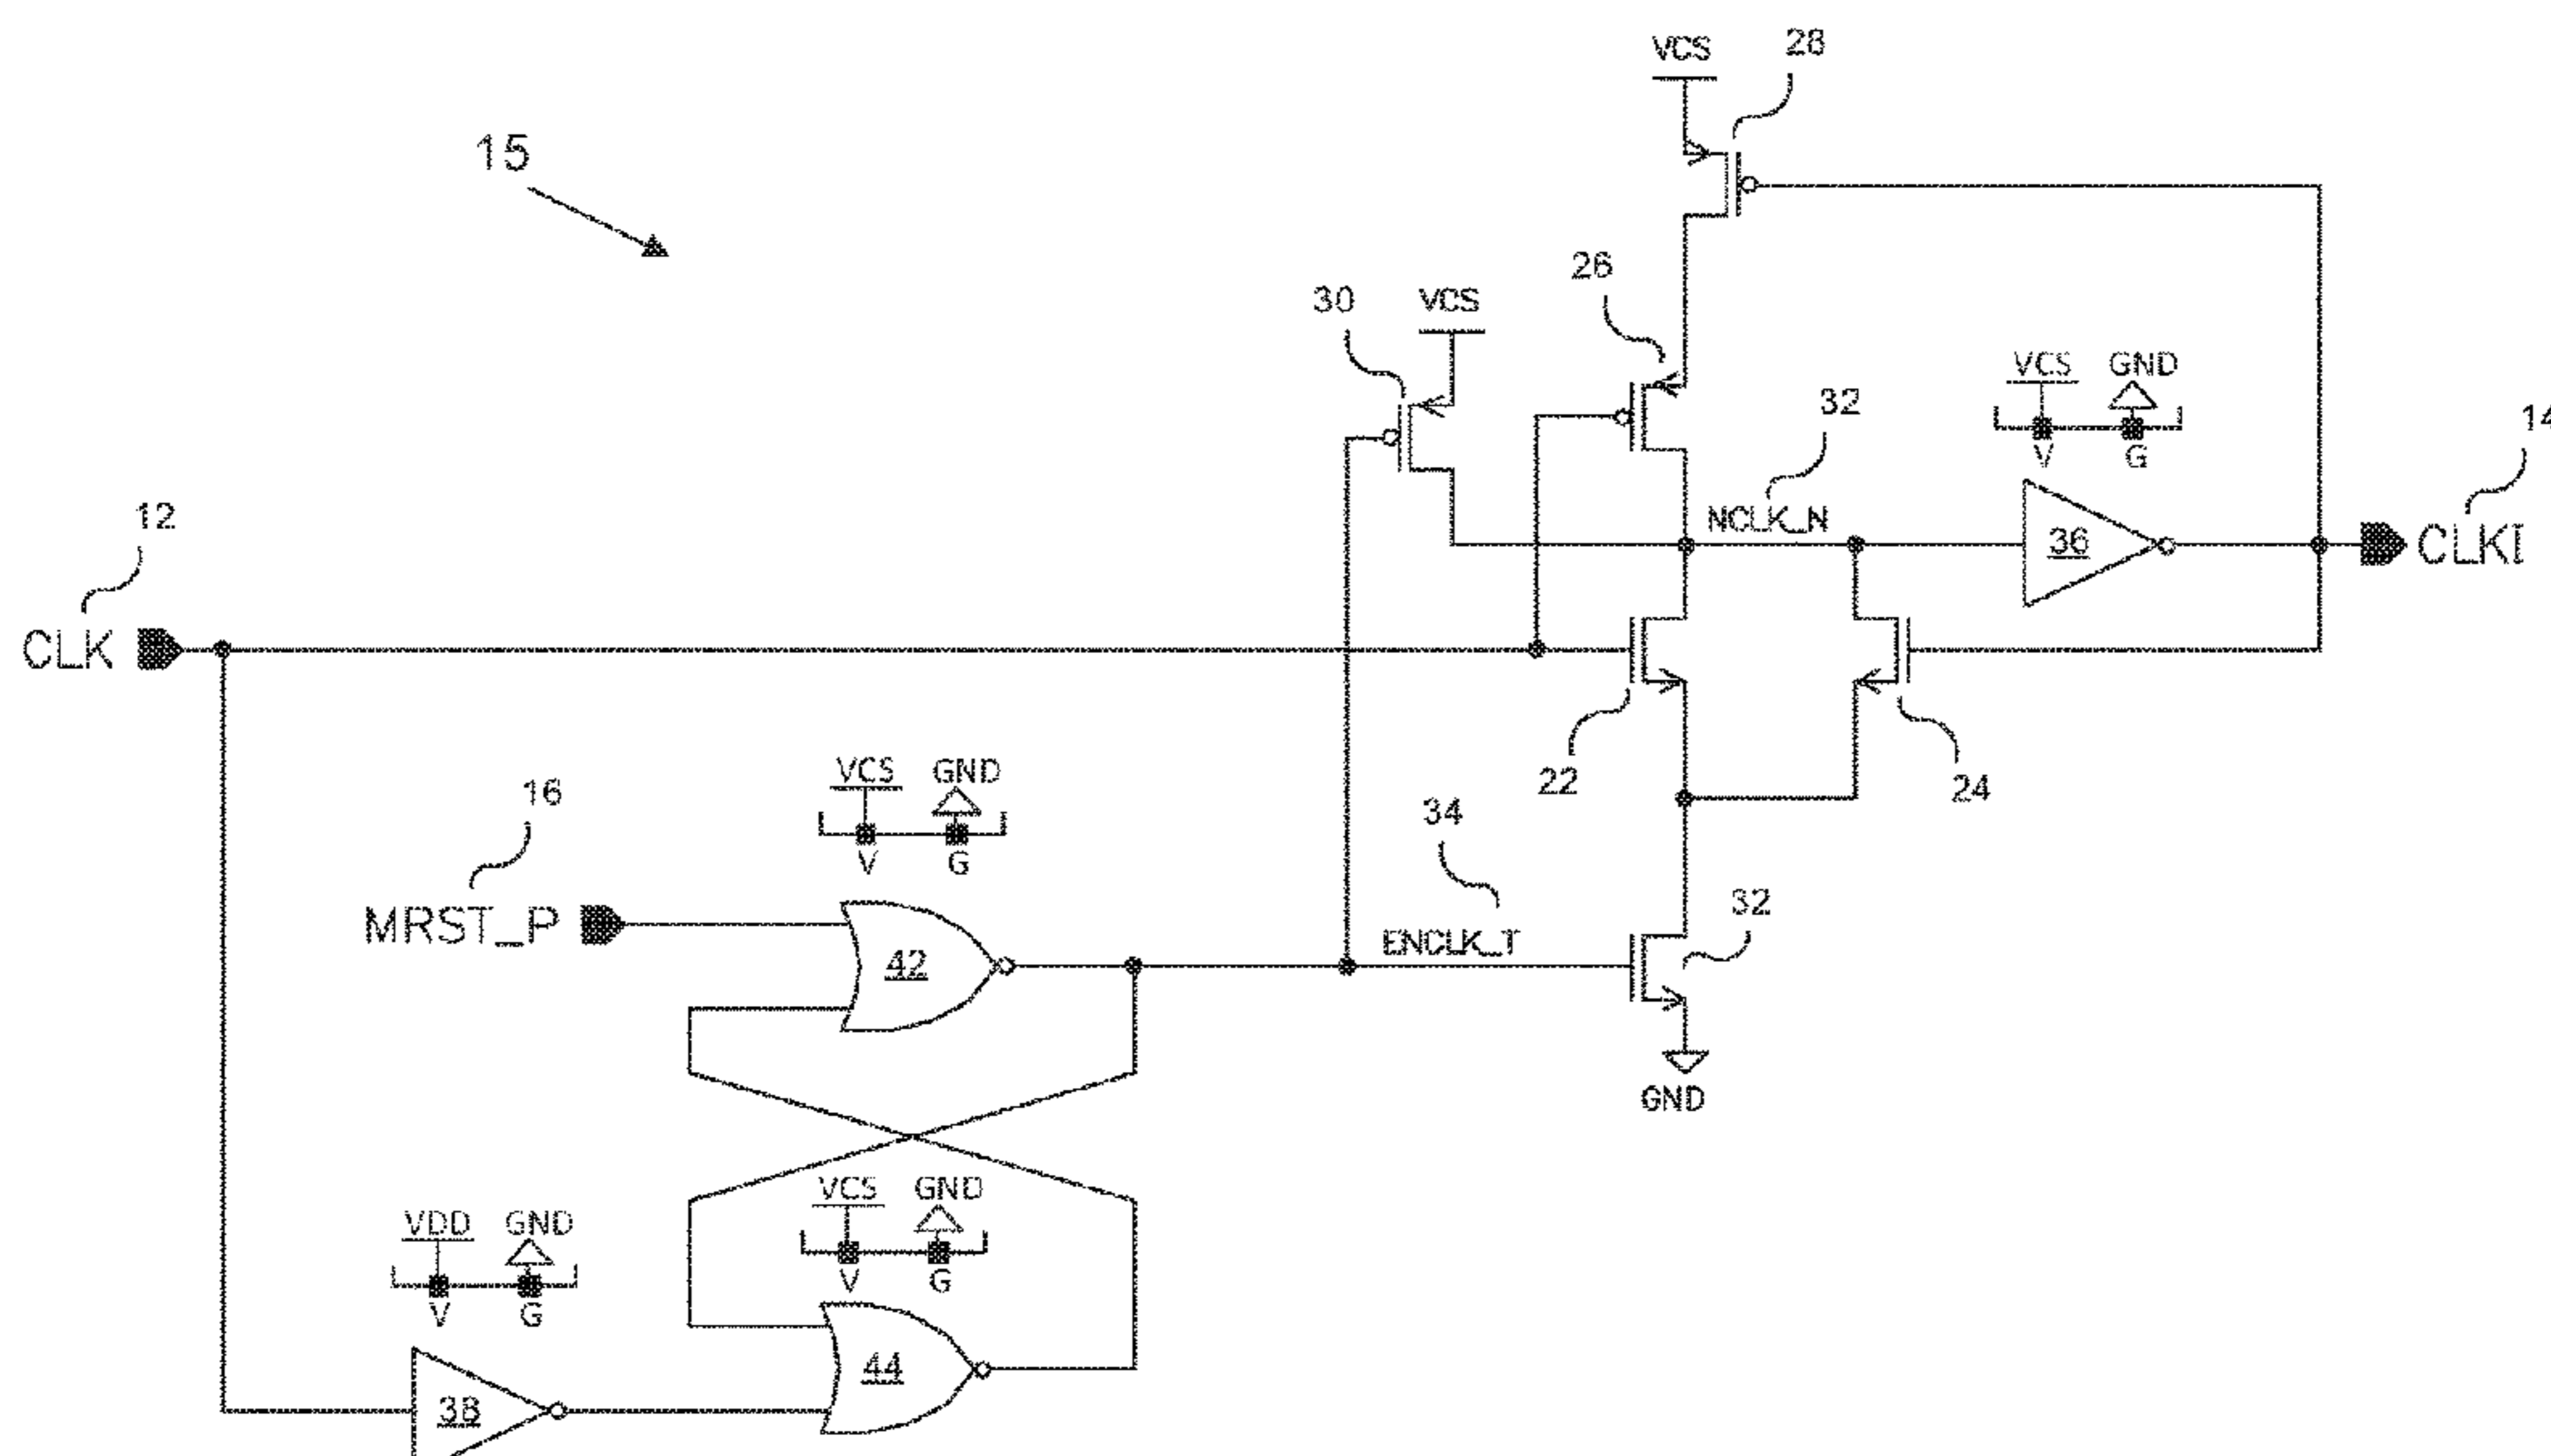 VCS
28
15
26
30
VCS
32
VCS
GND
V
G
14
12
NCLK_N
36
CLKI
CLK
VCS
GND
V
G
22
24
16
34
32
MRST_P
42
ENCLK_T
GND
VCS
GND
V
G
VDD
GND
V
G
44
38